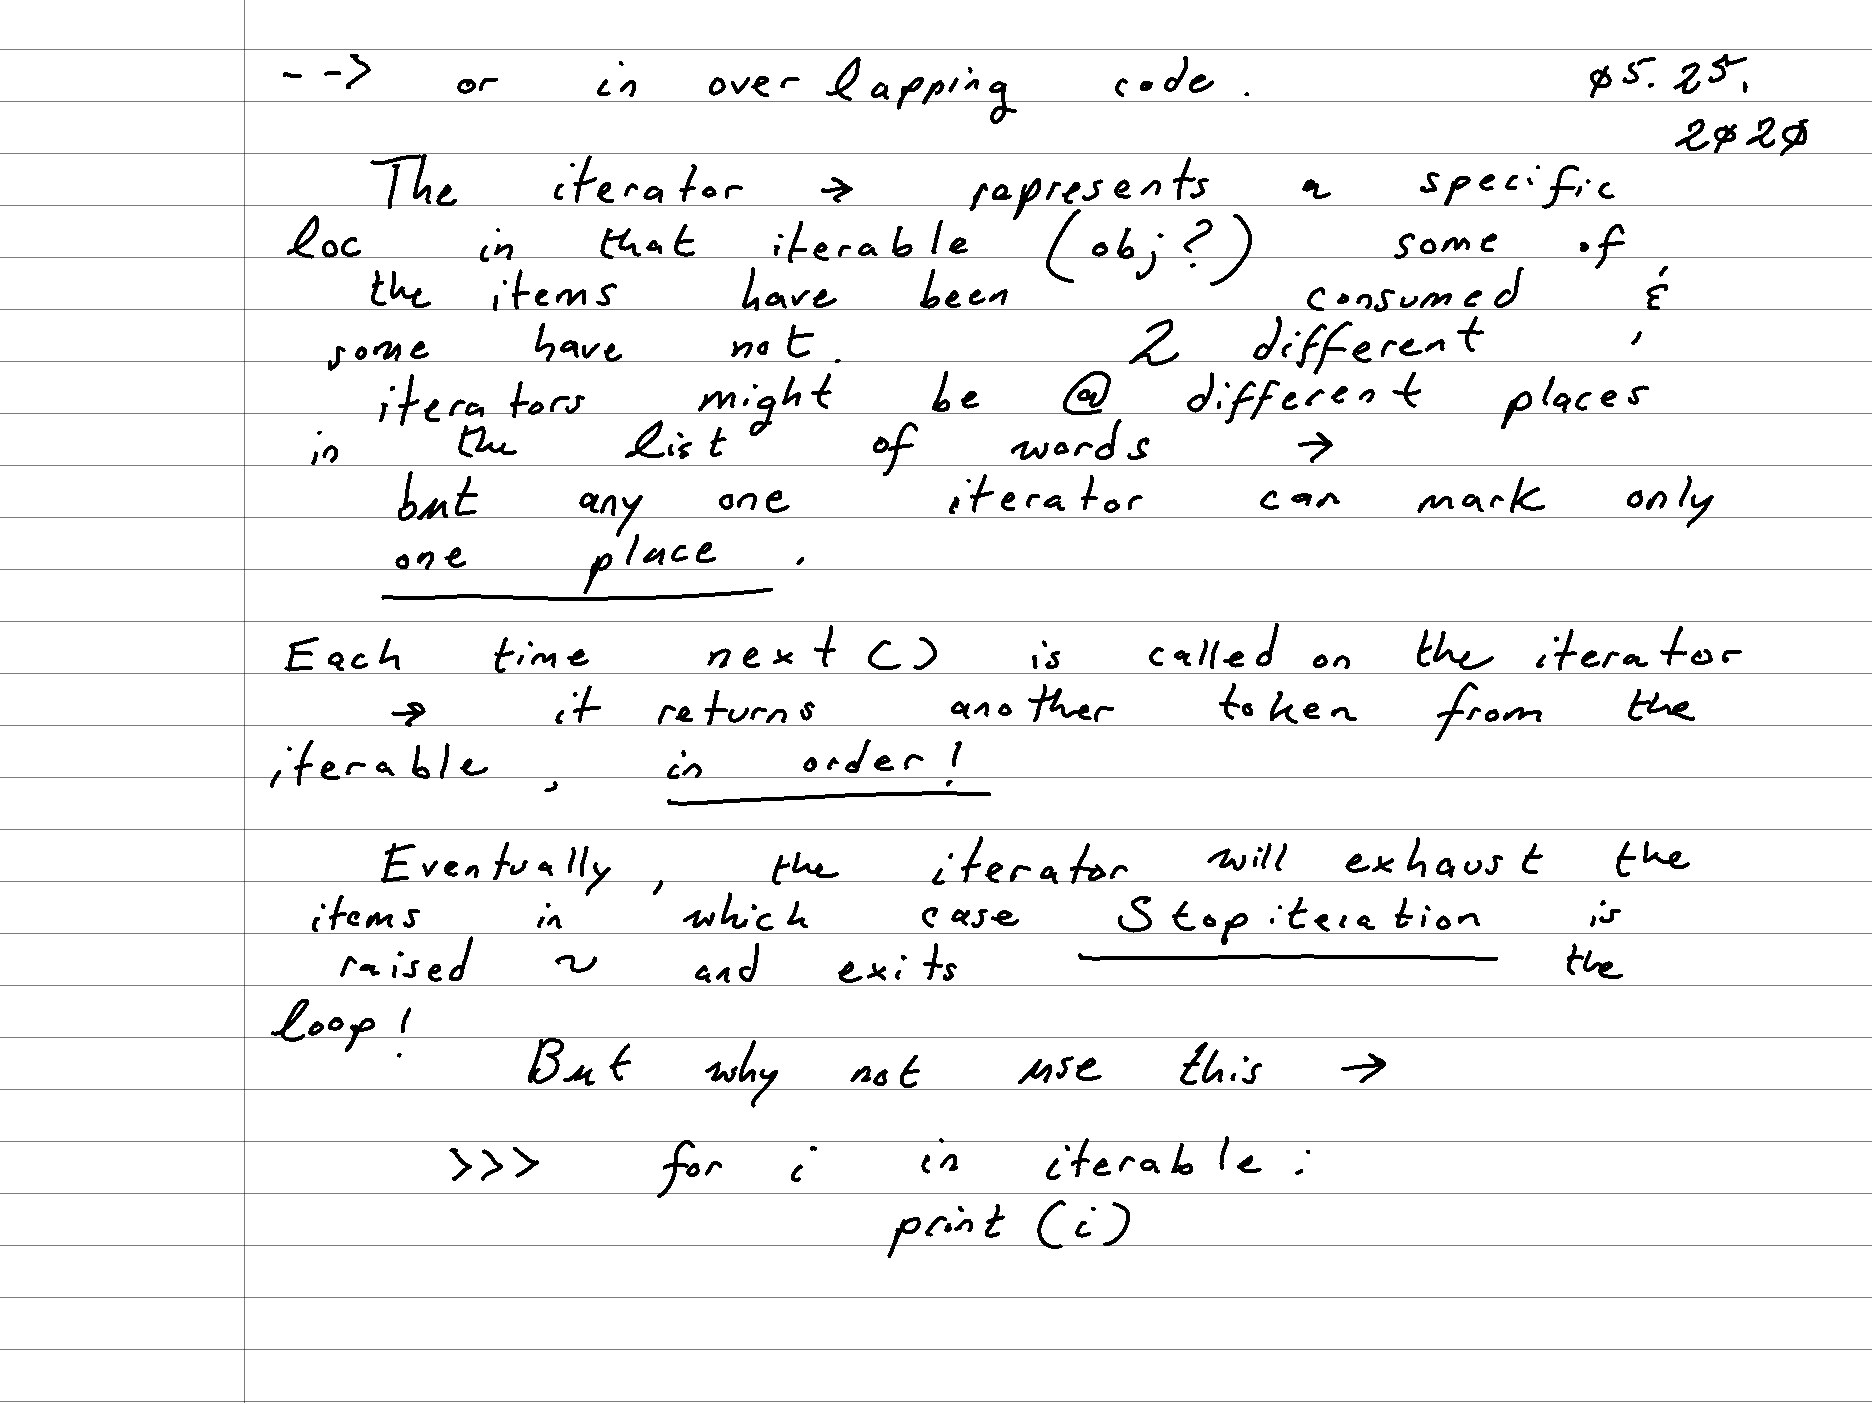 --> or in overlapping code. ø5.25.
2ø2ø
The iterator → represents a specific
loc in that iterable (obj?) some of
the items have been consumed &
some have not. 2 different
iterators might be @ different places
in the list of words →
but any one iterator can mark only
one place.
Each time next() is called on the iterator
→ it returns another token from the
iterable, in order!
Eventually, the iterator will exhaust the
items in which case Stopiteration is
raised ~ and exits the
loop!
But why not use this →
>>> for i in iterable:
print(i)